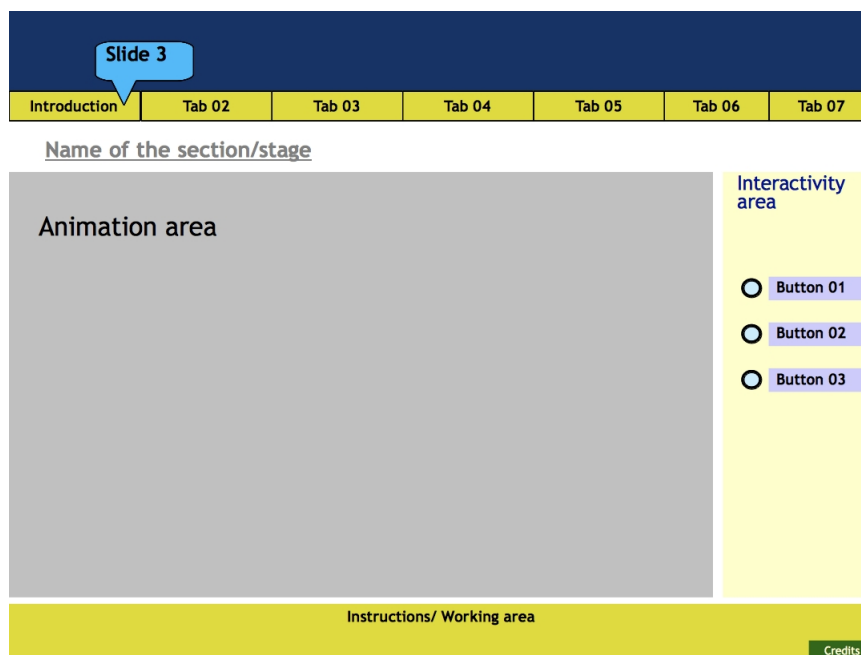 Slide 3
Introduction Tab 02 Tab 03 Tab 04 Tab 05 Tab 06 Tab 07
Name of the section/stage
Interactivity
area
Animation area
Button 01
Button 02
Button 03
Instructions/ Working area
Credits